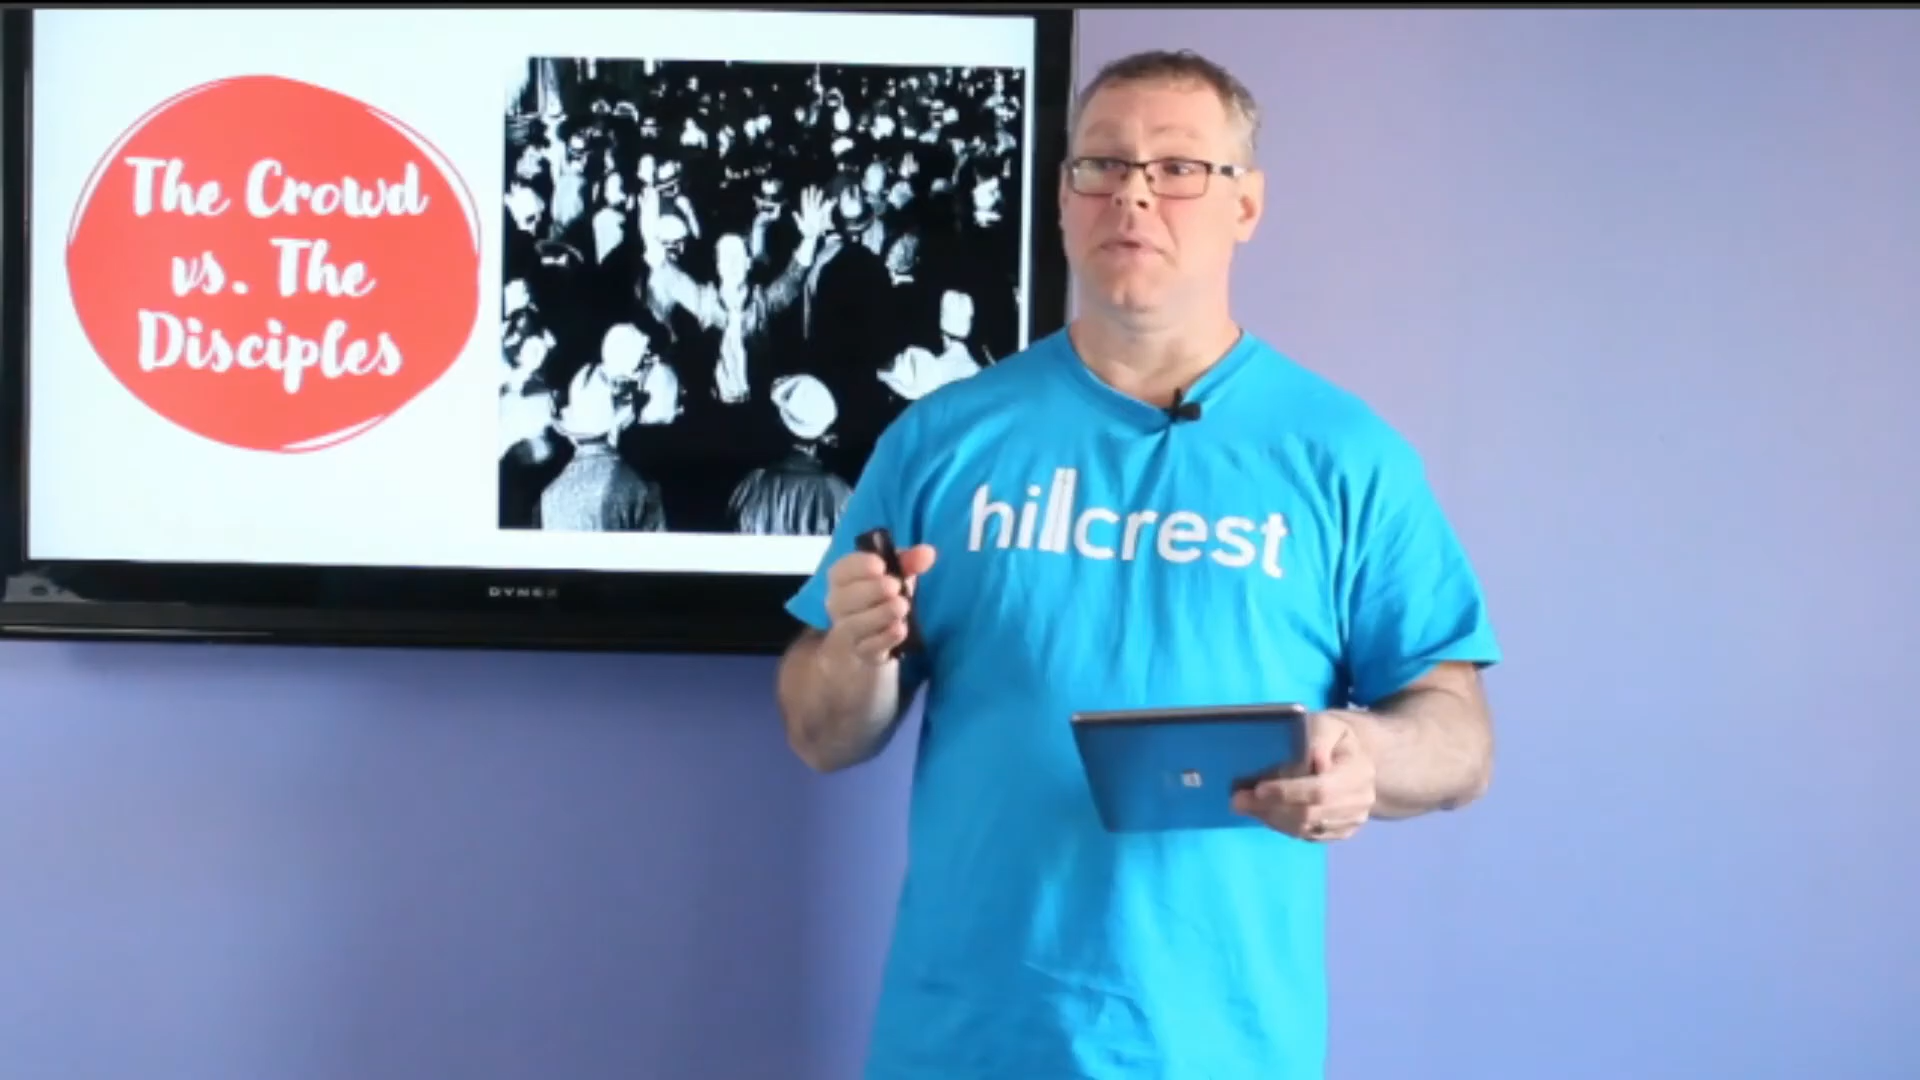 The Crowd
vs. The
Disciples
DYNEX
hillcrest